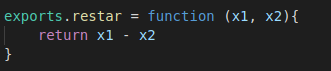 exports.restar = function (x1, x2){
    return x1 - x2
}